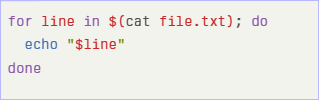 for line in $(cat file.txt); do
  echo "$line"
done